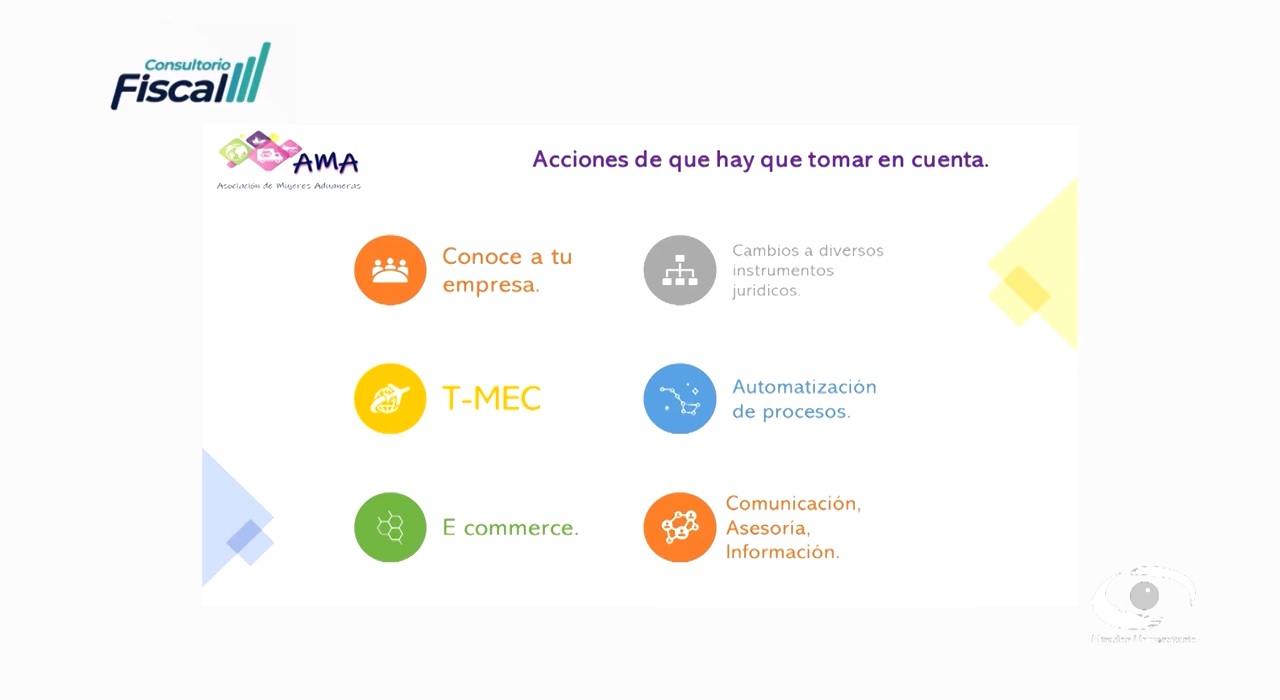 Consultorio
Fiscal
AMA
Asociación de Mujeres Aduaneras
Acciones de que hay que tomar en cuenta.
Conoce a tu
empresa.
Cambios a diversos
instrumentos
juridicos.
T-MEC
Automatización
de procesos.
E commerce.
Comunicación,
Asesoría,
Información.